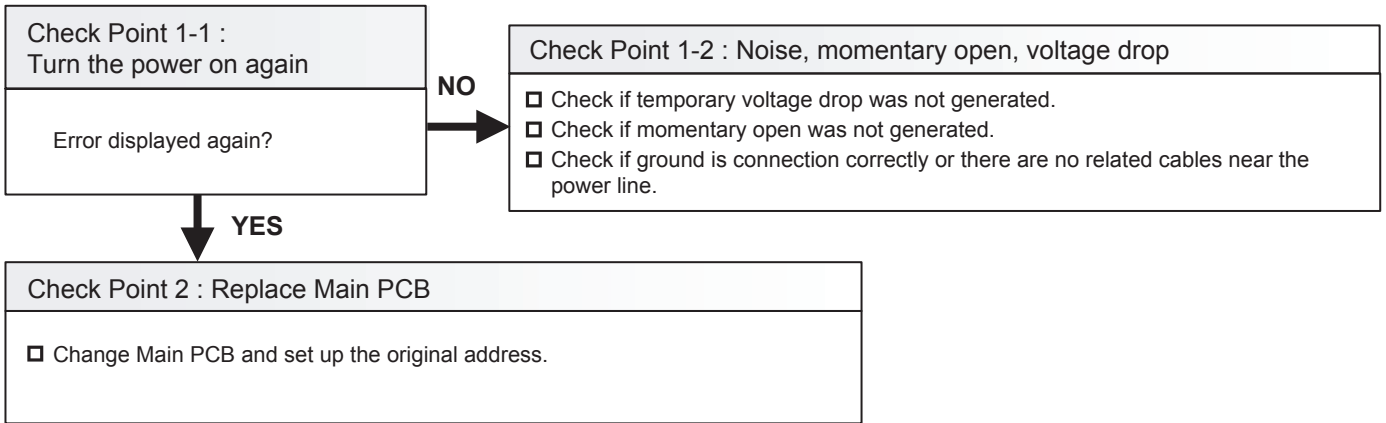 Check Point 1-1 :
Turn the power on again
Error displayed again?
NO
Check Point 1-2 : Noise, momentary open, voltage drop
Check if temporary voltage drop was not generated.
Check if momentary open was not generated.
Check if ground is connection correctly or there are no related cables near the
power line.
YES
Check Point 2 : Replace Main PCB
Change Main PCB and set up the original address.